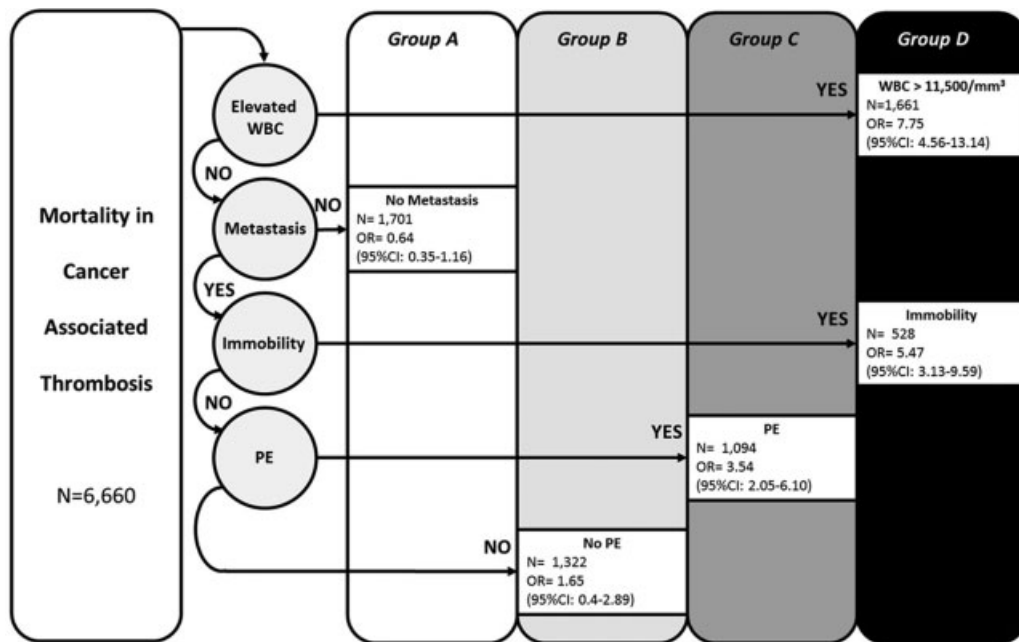 Group A
Group B
Group C
Group D
Mortality in
Cancer
Associated
Thrombosis
N=6,660
Elevated
WBC
YES
WBC > 11,500/mm³
N=1,661
OR= 7.75
(95%CI: 4.56-13.14)
NO
Metastasis
NO
No Metastasis
N= 1,701
OR= 0.64
(95%CI: 0.35-1.16)
YES
Immobility
YES
Immobility
N= 528
OR= 5.47
(95%CI: 3.13-9.59)
NO
PE
YES
PE
N= 1,094
OR= 3.54
(95%CI: 2.05-6.10)
NO
No PE
N= 1,322
OR= 1.65
(95%CI: 0.4-2.89)